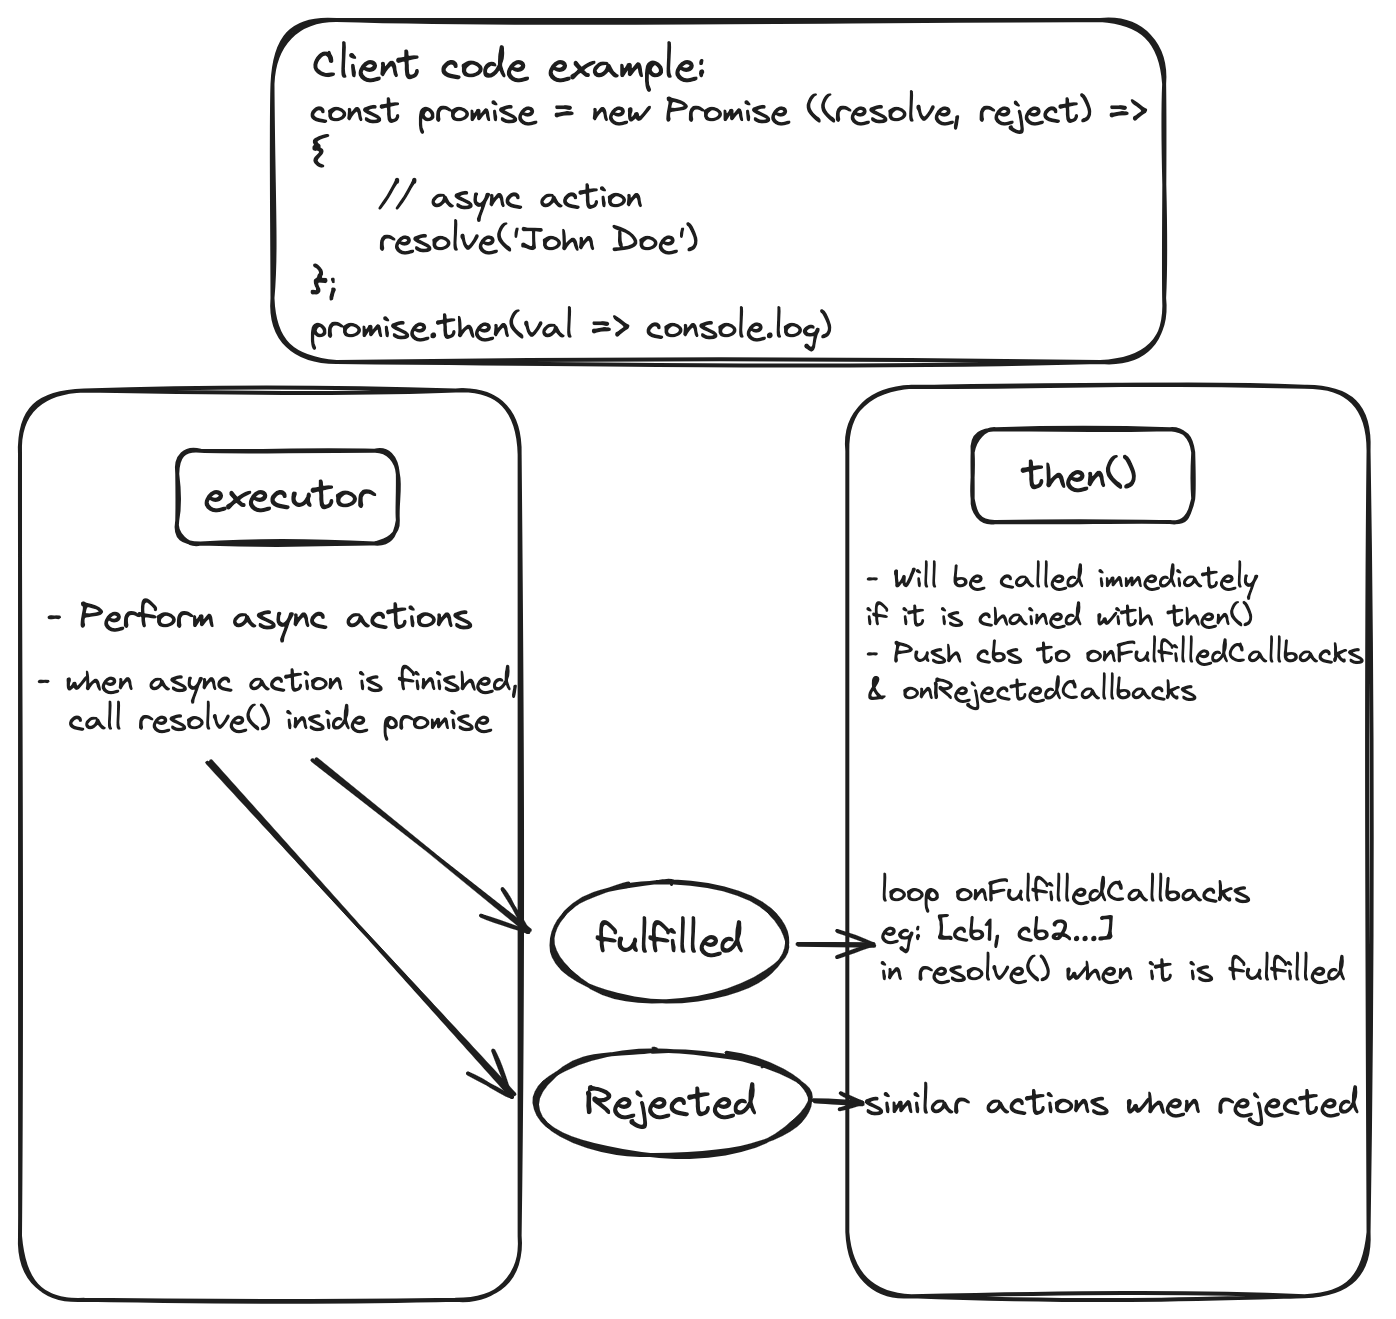 Client code example:
const promise = new Promise ((resolve, reject) =>
{
// async action
resolve('John Doe')
};
promise.then(val => console.log)
executor
- Perform async actions
- when async action is finished,
call resolve() inside promise
then()
- Will be called immediately
if it is chained with then()
- Push cbs to onFulfilledCallbacks
& onRejectedCallbacks
fulfilled
loop onFulfilledCallbacks
eg: [cb1, cb2...]
in resolve() when it is fulfilled
Rejected
similar actions when rejected